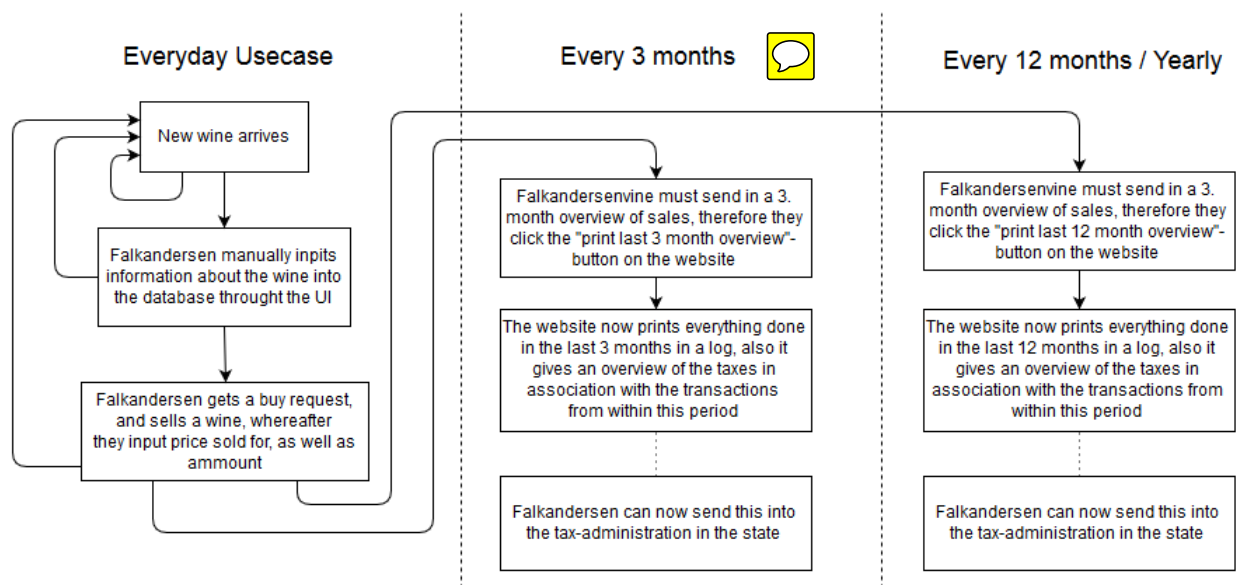 Everyday Usecase
New wine arrives
Falkandersen manually inpits
information about the wine into
the database throught the UI
Falkandersen gets a buy request,
and sells a wine, whereafter
they input price sold for, as well as
ammount
Every 3 months
Falkandersenvine must send in a 3.
month overview of sales, therefore they
click the "print last 3 month overview"-
button on the website
The website now prints everything done
in the last 3 months in a log, also it
gives an overview of the taxes in
association with the transactions
from within this period
Falkandersen can now send this into
the tax-administration in the state
Every 12 months / Yearly
Falkandersenvine must send in a 3.
month overview of sales, therefore they
click the "print last 12 month overview"-
button on the website
The website now prints everything done
in the last 12 months in a log, also it
gives an overview of the taxes in
association with the transactions from
within this period
Falkandersen can now send this into
the tax-administration in the state